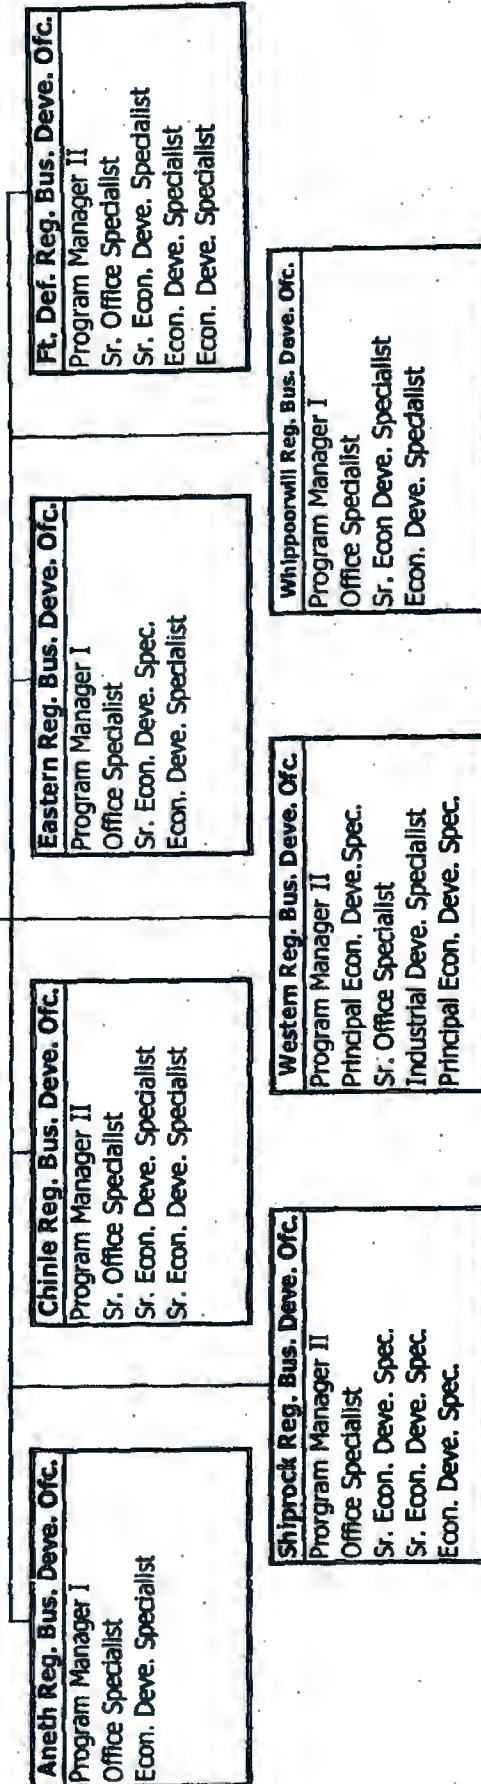 Aneth Reg. Bus. Deve. Ofc.
Program Manager I
Office Specialist
Econ. Deve. Specialist
Chinle Reg. Bus. Deve. Ofc.
Program Manager II
Sr. Office Specialist
Sr. Econ. Deve. Specialist
Sr. Econ. Deve. Specialist
Eastern Reg. Bus. Deve. Ofc.
Program Manager I
Office Specialist
Sr. Econ. Deve. Spec.
Econ. Deve. Specialist
Ft. Def. Reg. Bus. Deve. Ofc.
Program Manager II
Sr. Office Specialist
Sr. Econ. Deve. Specialist
Econ. Deve. Specialist
Econ. Deve. Specialist
Shiprock Reg. Bus. Deve. Ofc.
Prorgram Manager II
Office Specialist
Sr. Econ. Deve. Spec.
Sr. Econ. Deve. Spec.
Econ. Deve. Spec.
Western Reg. Bus. Deve. Ofc.
Program Manager II
Principal Econ. Deve.Spec.
Sr. Office Specialist
Industrial Deve. Specialist
Principal Econ. Deve. Spec.
Whippoorwill Reg. Bus. Deve. Ofc.
Program Manager I
Office Specialist
Sr. Econ Deve. Specialist
Econ. Deve. Specialist